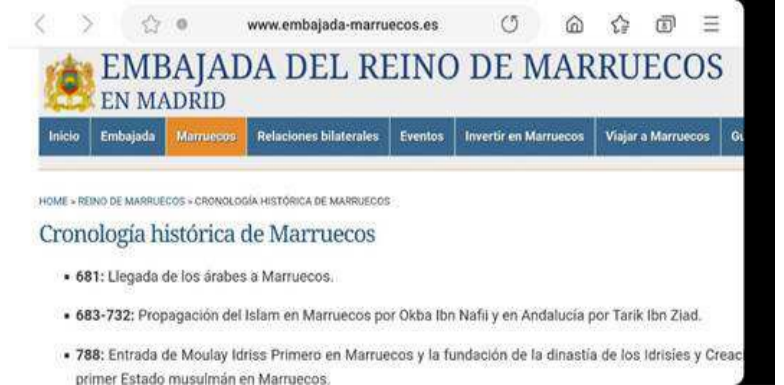 www.embajada-marruecos.es
EMBAJADA DEL REINO DE MARRUECOS
EN MADRID
Inicio Embajada Marruecos Relaciones bilaterales Eventos Invertir en Marruecos Viajar a Marruecos
HOME » REINO DE MARRUECOS » CRONOLOGÍA HISTÓRICA DE MARRUECOS
Cronología histórica de Marruecos
▪ 681: Llegada de los árabes a Marruecos.
▪ 683-732: Propagación del Islam en Marruecos por Okba Ibn Nafii y en Andalucía por Tarik Ibn Ziad.
▪ 788: Entrada de Moulay Idriss Primero en Marruecos y la fundación de la dinastía de los Idrisíes y Creac
primer Estado musulmán en Marruecos.